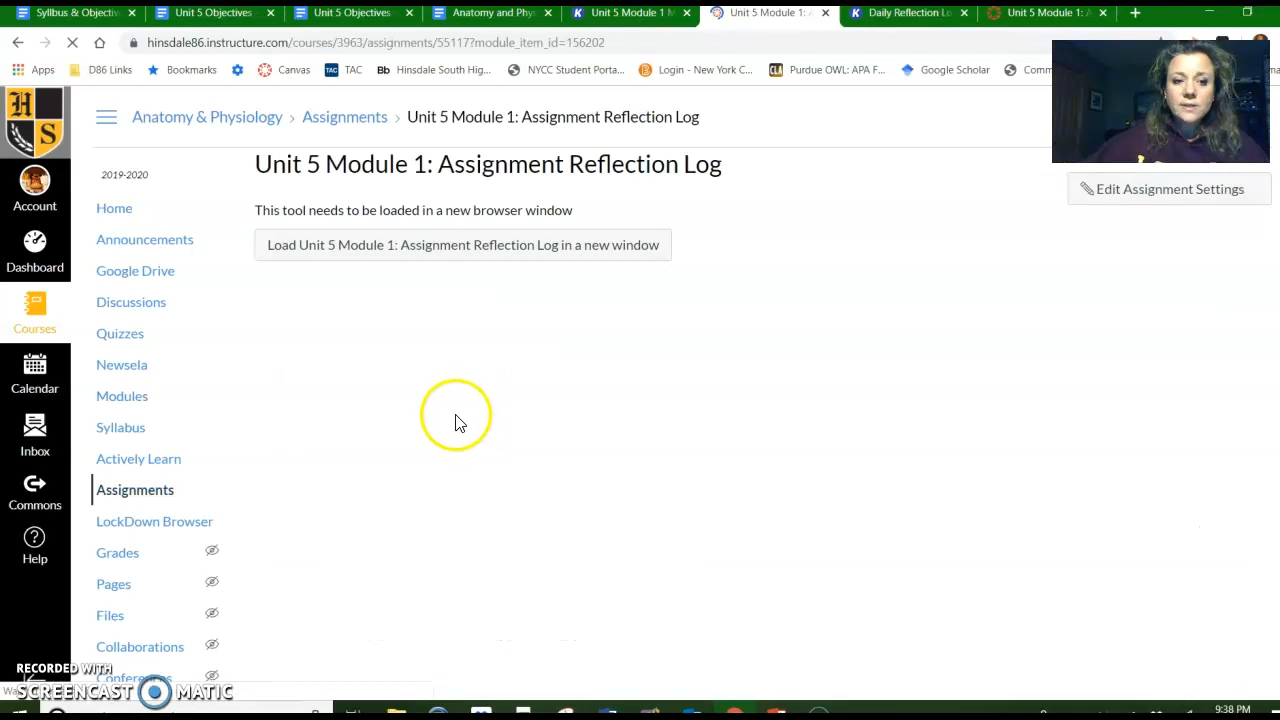 Syllbus & Objectives
Unit 5 Objectives
Unit 5 Objectives
Anatomy and Phys
Unit 5 Module 1 M
Unit 5 Module 1: A
Daily Reflection Lo
Unit 5 Module 1: A
hinsdale86.instructure.com/courses/3963/assignments/55117?module_item_id=156202
Apps
D86 Links
Bookmarks
Canvas
TAC TAC
Bb Hinsdale South Hig...
NYCC Student Porta...
Login - New York C...
Purdue OWL: APA F...
Google Scholar
Comm
H S
Anatomy & Physiology › Assignments › Unit 5 Module 1: Assignment Reflection Log
Account
Dashboard
Courses
Calendar
Inbox
Commons
Help
2019-2020
Home
Announcements
Google Drive
Discussions
Quizzes
Newsela
Modules
Syllabus
Actively Learn
Assignments
LockDown Browser
Grades
Pages
Files
Collaborations
Unit 5 Module 1: Assignment Reflection Log
This tool needs to be loaded in a new browser window
Load Unit 5 Module 1: Assignment Reflection Log in a new window
Edit Assignment Settings
RECORDED WITH
SCREENCAST MATIC
9:38 PM